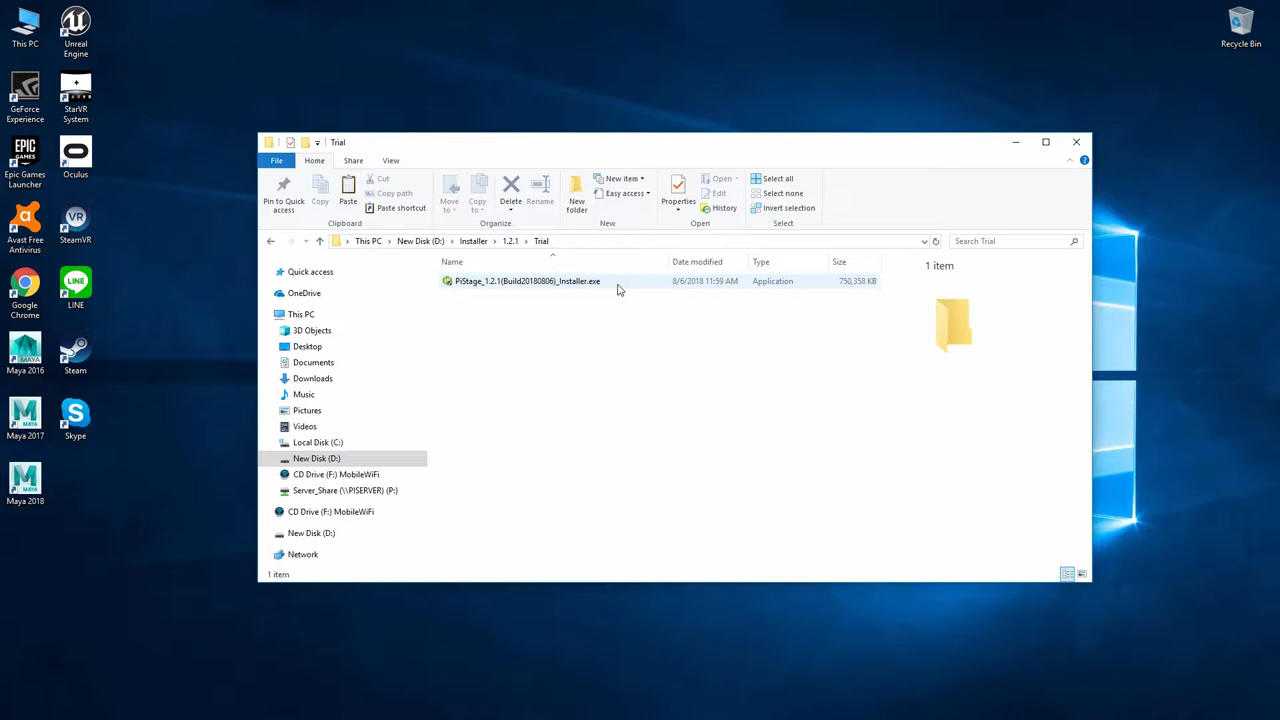 This PC
Unreal
Engine
Recycle Bin
GeForce
Experience
StarVR
System
Epic Games
Launcher
Oculus
Avast Free
Antivirus
SteamVR
Google
Chrome
LINE
Maya 2016
Steam
Maya 2017
Skype
Maya 2018
Trial
File
Home
Share
View
Pin to Quick
access
Copy
Paste
Cut
Copy path
Paste shortcut
Clipboard
Move
to
Copy
to
Delete
Rename
Organize
New
folder
New item
Easy access
New
Properties
Open
Edit
History
Open
Select all
Select none
Invert selection
Select
This PC > New Disk (D:) > Installer > 1.2.1 > Trial
Search Trial
Name
Date modified
Type
Size
PiStage_1.2.1(Build20180806)_Installer.exe
8/6/2018 11:59 AM
Application
750,358 KB
1 item
Quick access
OneDrive
This PC
3D Objects
Desktop
Documents
Downloads
Music
Pictures
Videos
Local Disk (C:)
New Disk (D:)
CD Drive (F:) MobileWiFi
Server_Share (\\PISERVER) (P:)
CD Drive (F:) MobileWiFi
New Disk (D:)
Network
1 item